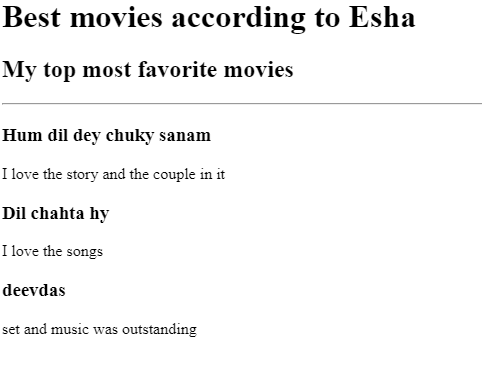 Best movies according to Esha
My top most favorite movies
Hum dil dey chuky sanam
I love the story and the couple in it
Dil chahta hy
I love the songs
deevdas
set and music was outstanding